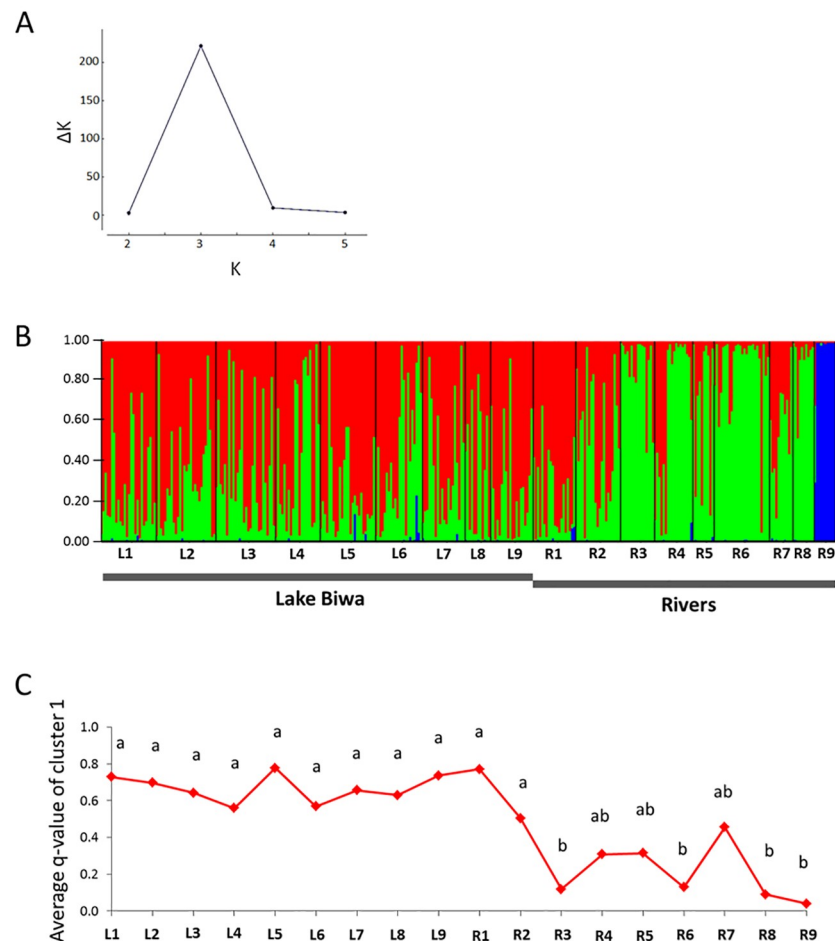 A
200
150
ΔK
100
50
0
2 3 4 5
K
B
1.00
0.80
0.60
0.40
0.20
0.00
L1 L2 L3 L4 L5 L6 L7 L8 L9 R1 R2 R3 R4 R5 R6 R7 R8 R9
Lake Biwa Rivers
C
Average q-value of cluster 1
1.0
0.8
0.6
0.4
0.2
0.0
a a a a a a a a a a a b ab ab b ab b b
L1 L2 L3 L4 L5 L6 L7 L8 L9 R1 R2 R3 R4 R5 R6 R7 R8 R9